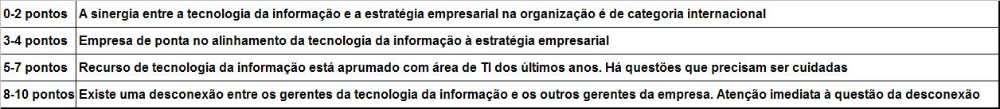 0-2 pontos A sinergia entre a tecnologia da informação e a estratégia empresarial na organização é de categoria internacional
3-4 pontos Empresa de ponta no alinhamento da tecnologia da informação à estratégia empresarial
5-7 pontos Recurso de tecnologia da informação está aprumado com área de TI dos últimos anos. Há questões que precisam ser cuidadas
8-10 pontos Existe uma desconexão entre os gerentes da tecnologia da informação e os outros gerentes da empresa. Atenção imediata à questão da desconexão